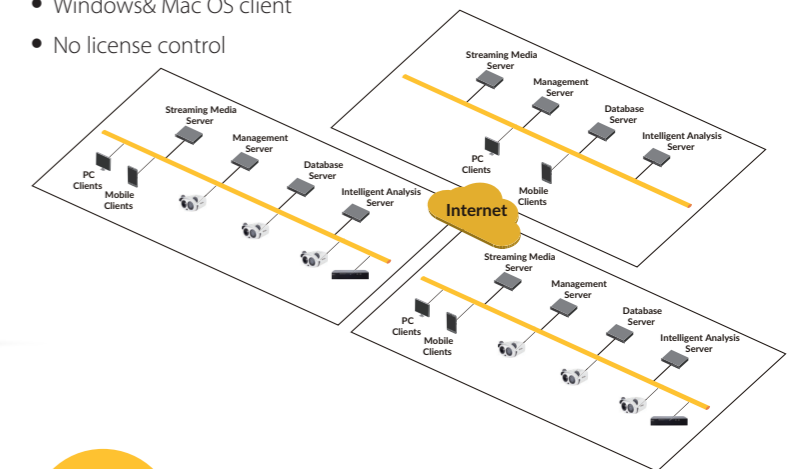 • Windows& Mac OS client
• No license control
Streaming Media
Server
Management
Server
Database
Server
Intelligent Analysis
Server
PC
Clients
Mobile
Clients
Streaming Media
Server
Management
Server
Database
Server
Intelligent Analysis
Server
PC
Clients
Mobile
Clients
Internet
Streaming Media
Server
Management
Server
Database
Server
Intelligent Analysis
Server
PC
Clients
Mobile
Clients